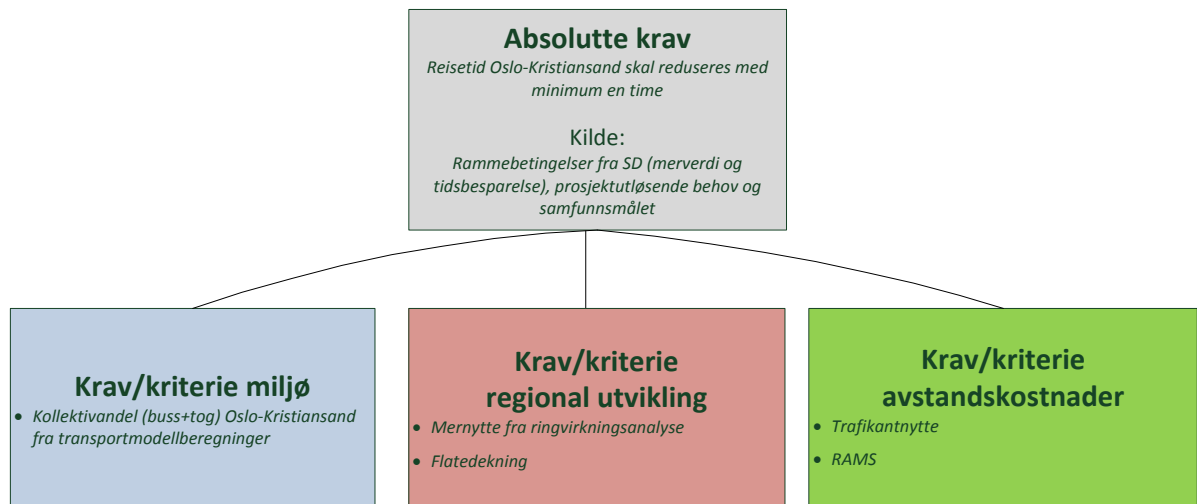 Absolutte krav
Reisetid Oslo-Kristiansand skal reduseres med
minimum en time
Kilde:
Rammebetingelser fra SD (merverdi og
tidsbesparelse), prosjektutløsende behov og
samfunnsmålet
Krav/kriterie miljø
• Kollektivandel (buss+tog) Oslo-Kristiansand
fra transportmodellberegninger
Krav/kriterie
regional utvikling
• Mernytte fra ringvirkningsanalyse
• Flatedekning
Krav/kriterie
avstandskostnader
• Trafikantnytte
• RAMS